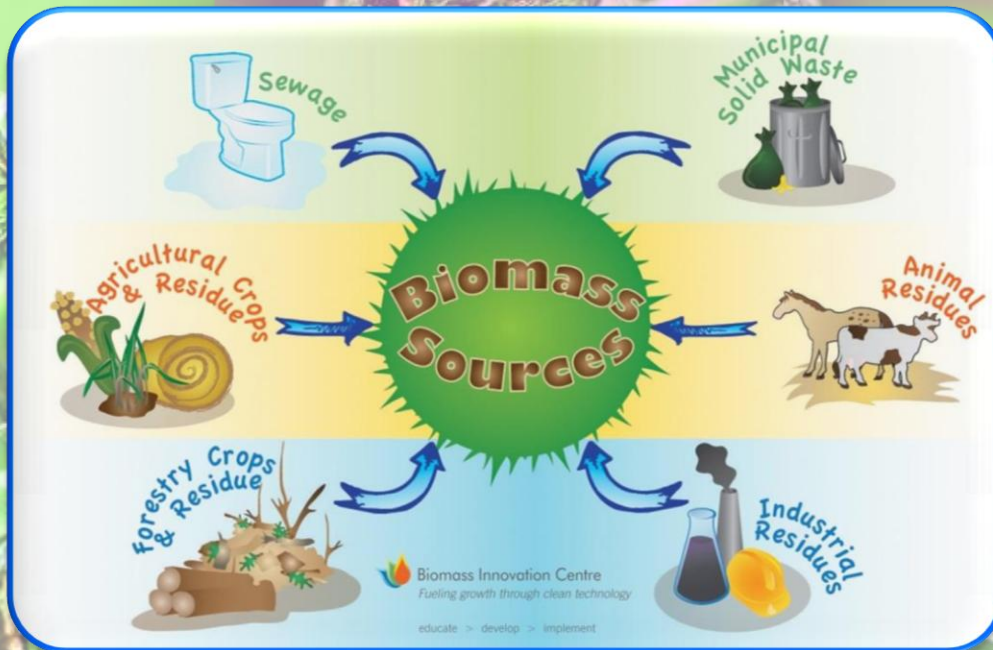 Sewage
Municipal
Solid Waste
Agricultural Crops
& Residue
Biomass
Sources
Animal
Residues
Forestry Crops
& Residue
Industrial
Residues
Biomass Innovation Centre
Fueling growth through clean technology
educate > develop > implement